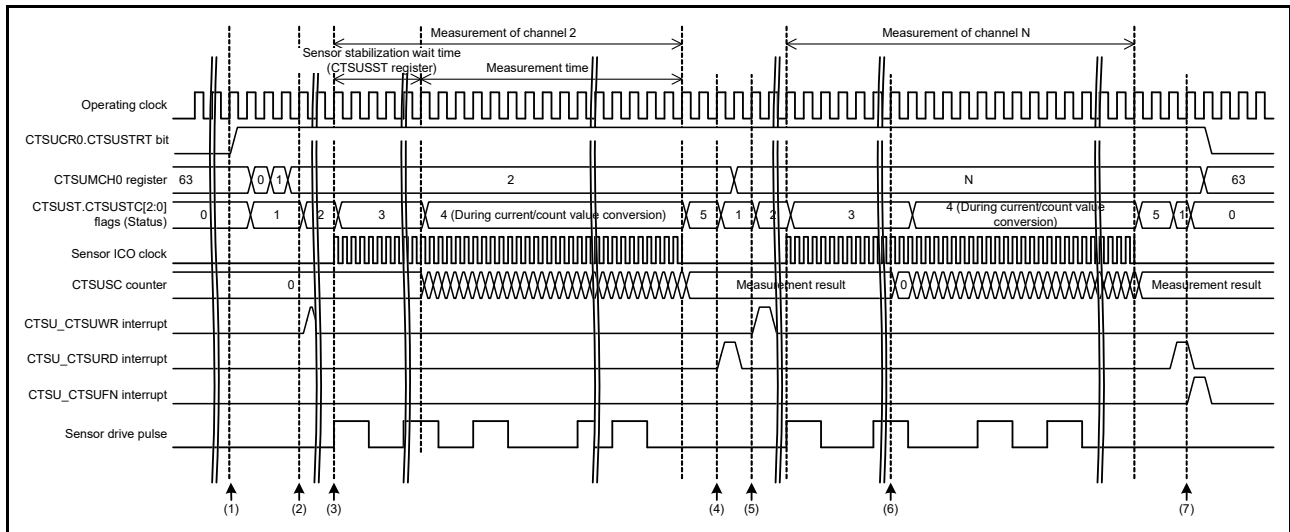 Measurement of channel 2 Measurement of channel N
Sensor stabilization wait time
(CTSUSST register) Measurement time
Operating clock
CTSUCR0.CTSUSTRT bit
CTSUMCH0 register 63 0 1 2 N 63
CTSUST.CTSUSTC[2:0]
flags (Status) 0 1 2 3 4 (During current/count value conversion) 5 1 2 3 4 (During current/count value
conversion) 5 1 0
Sensor ICO clock
CTSUSC counter 0 Measurement result 0 Measurement result
CTSU_CTSUWR interrupt
CTSU_CTSURD interrupt
CTSU_CTSUFN interrupt
Sensor drive pulse
(1) (2) (3) (4) (5) (6) (7)